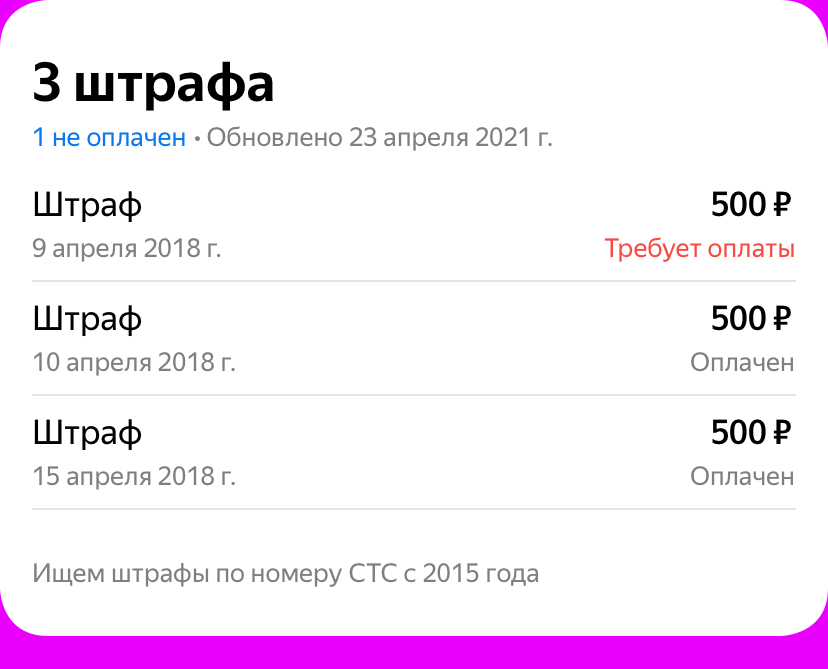 3 штрафа
1 не оплачен • Обновлено 23 апреля 2021 г.
Штраф 500 ₽
9 апреля 2018 г. Требует оплаты
Штраф 500 ₽
10 апреля 2018 г. Оплачен
Штраф 500 ₽
15 апреля 2018 г. Оплачен
Ищем штрафы по номеру СТС с 2015 года